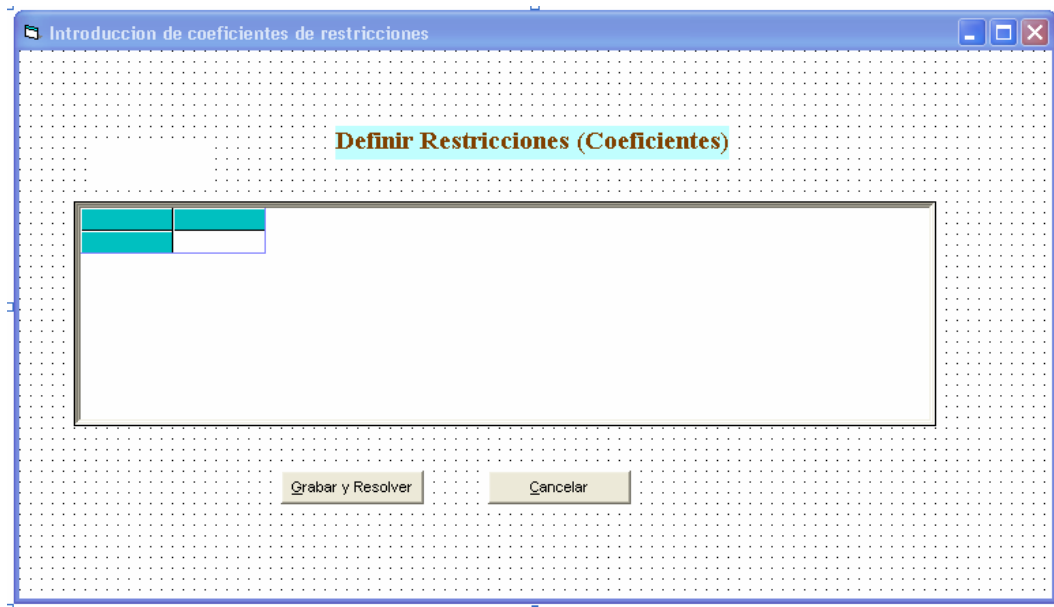 Introduccion de coeficientes de restricciones
Definir Restricciones (Coeficientes)
Grabar y Resolver
Cancelar